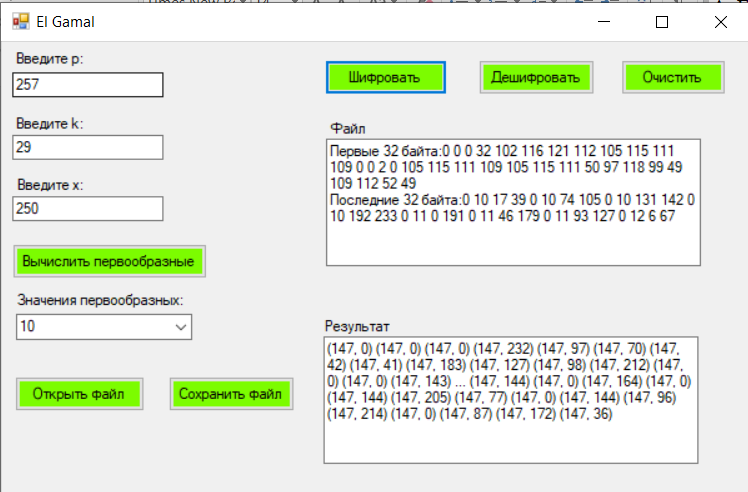 El Gamal
Введите p:
257
Введите k:
29
Введите x:
250
Вычислить первообразные
Значения первообразных:
10
Открыть файл
Сохранить файл
Шифровать
Дешифровать
Очистить
Файл
Первые 32 байта:0 0 0 32 102 116 121 112 105 115 111
109 0 0 2 0 105 115 111 109 105 115 111 50 97 118 99 49
109 112 52 49
Последние 32 байта:0 10 17 39 0 10 74 105 0 10 131 142 0
10 192 233 0 11 0 191 0 11 46 179 0 11 93 127 0 12 6 67
Результат
(147, 0) (147, 0) (147, 0) (147, 232) (147, 97) (147, 70) (147,
42) (147, 41) (147, 183) (147, 127) (147, 98) (147, 212) (147,
0) (147, 0) (147, 143) ... (147, 144) (147, 0) (147, 164) (147, 0)
(147, 144) (147, 205) (147, 77) (147, 0) (147, 144) (147, 96)
(147, 214) (147, 0) (147, 87) (147, 172) (147, 36)